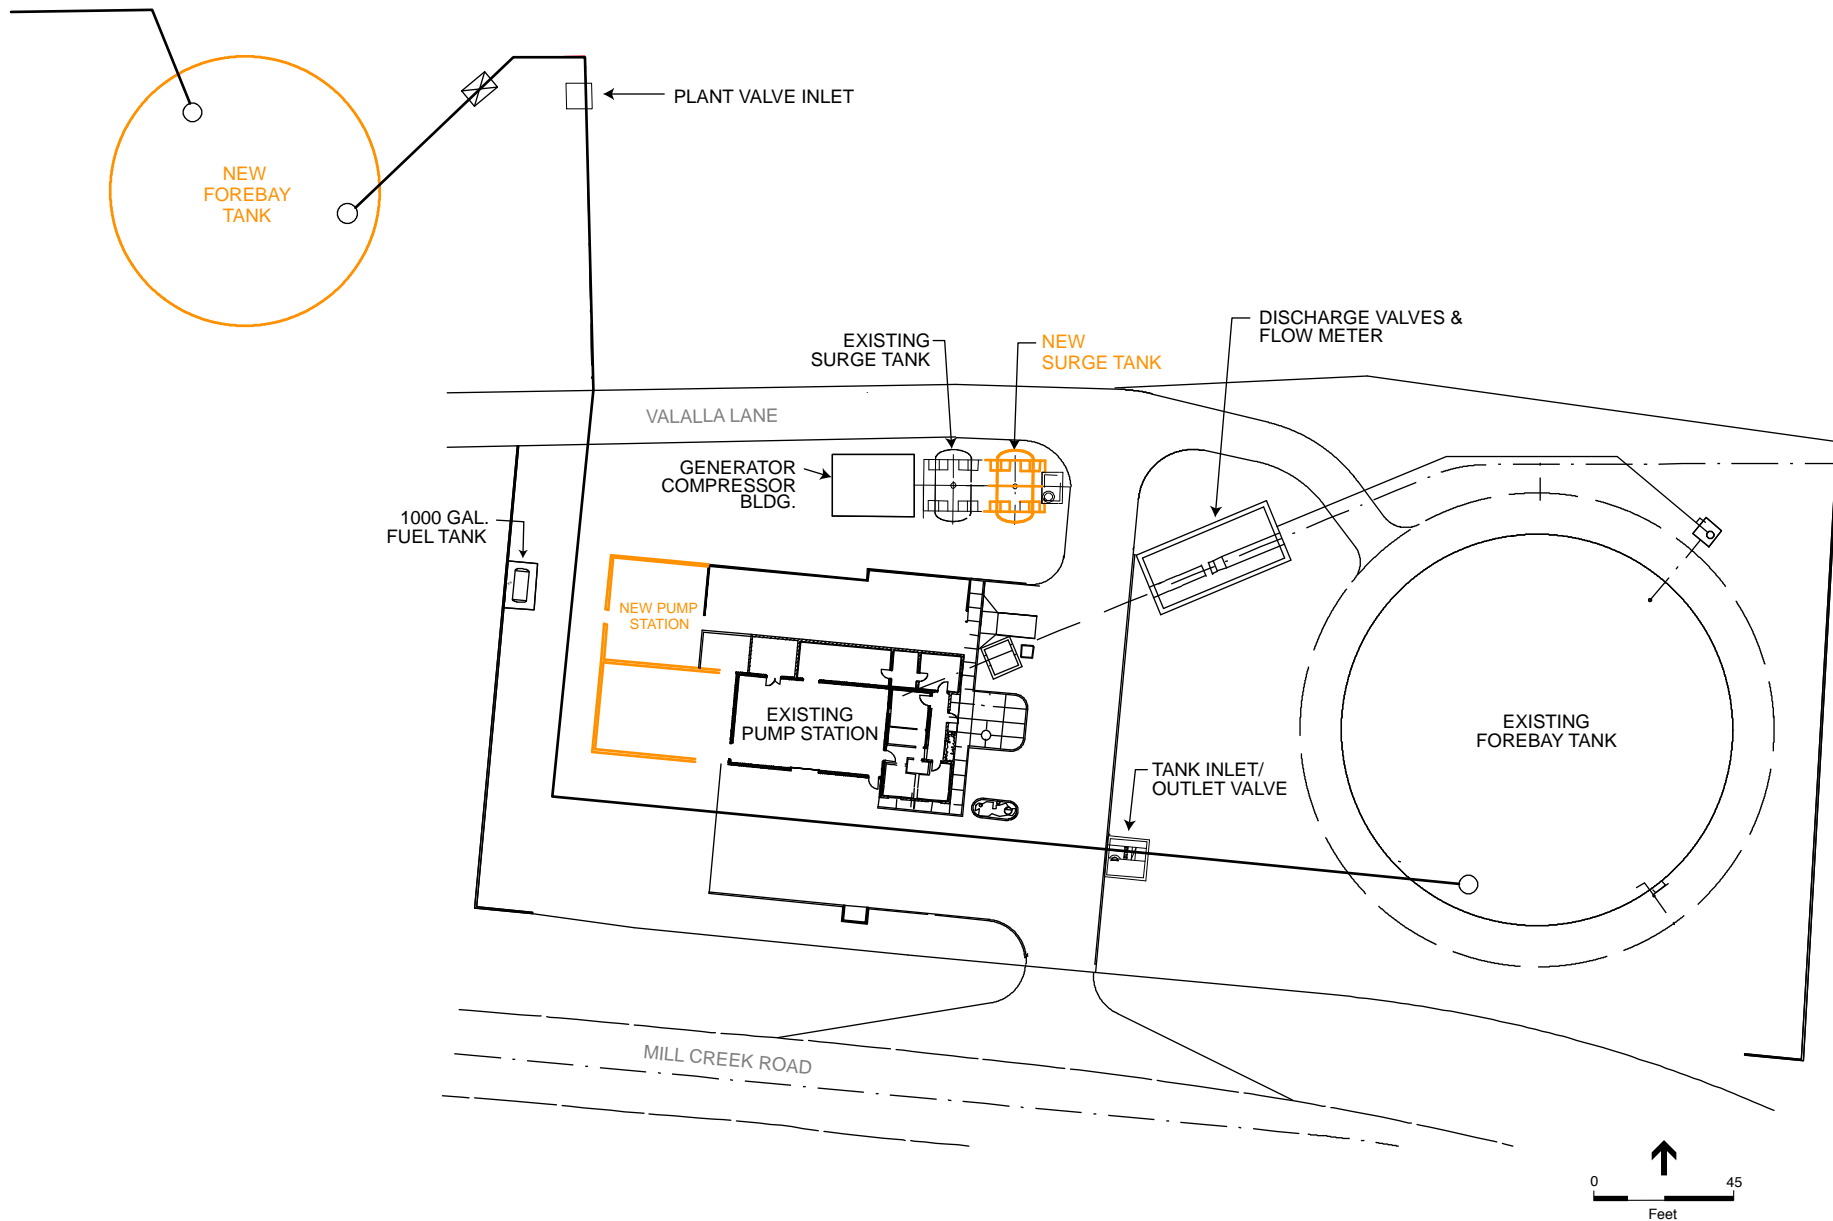 PLANT VALVE INLET
NEW
FOREBAY
TANK
DISCHARGE VALVES &
FLOW METER
EXISTING
SURGE TANK
NEW
SURGE TANK
VALALLA LANE
GENERATOR
COMPRESSOR
BLDG.
1000 GAL.
FUEL TANK
NEW PUMP
STATION
EXISTING
PUMP STATION
EXISTING
FOREBAY TANK
TANK INLET/
OUTLET VALVE
MILL CREEK ROAD
0 45
Feet